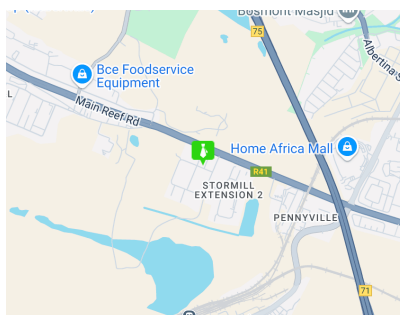 Bosmont Masjid
75
Albertina S
Bce Foodservice
Equipment
Main Reef Rd
Home Africa Mall
R41
STORMILL
EXTENSION 2
PENNYVILLE
71